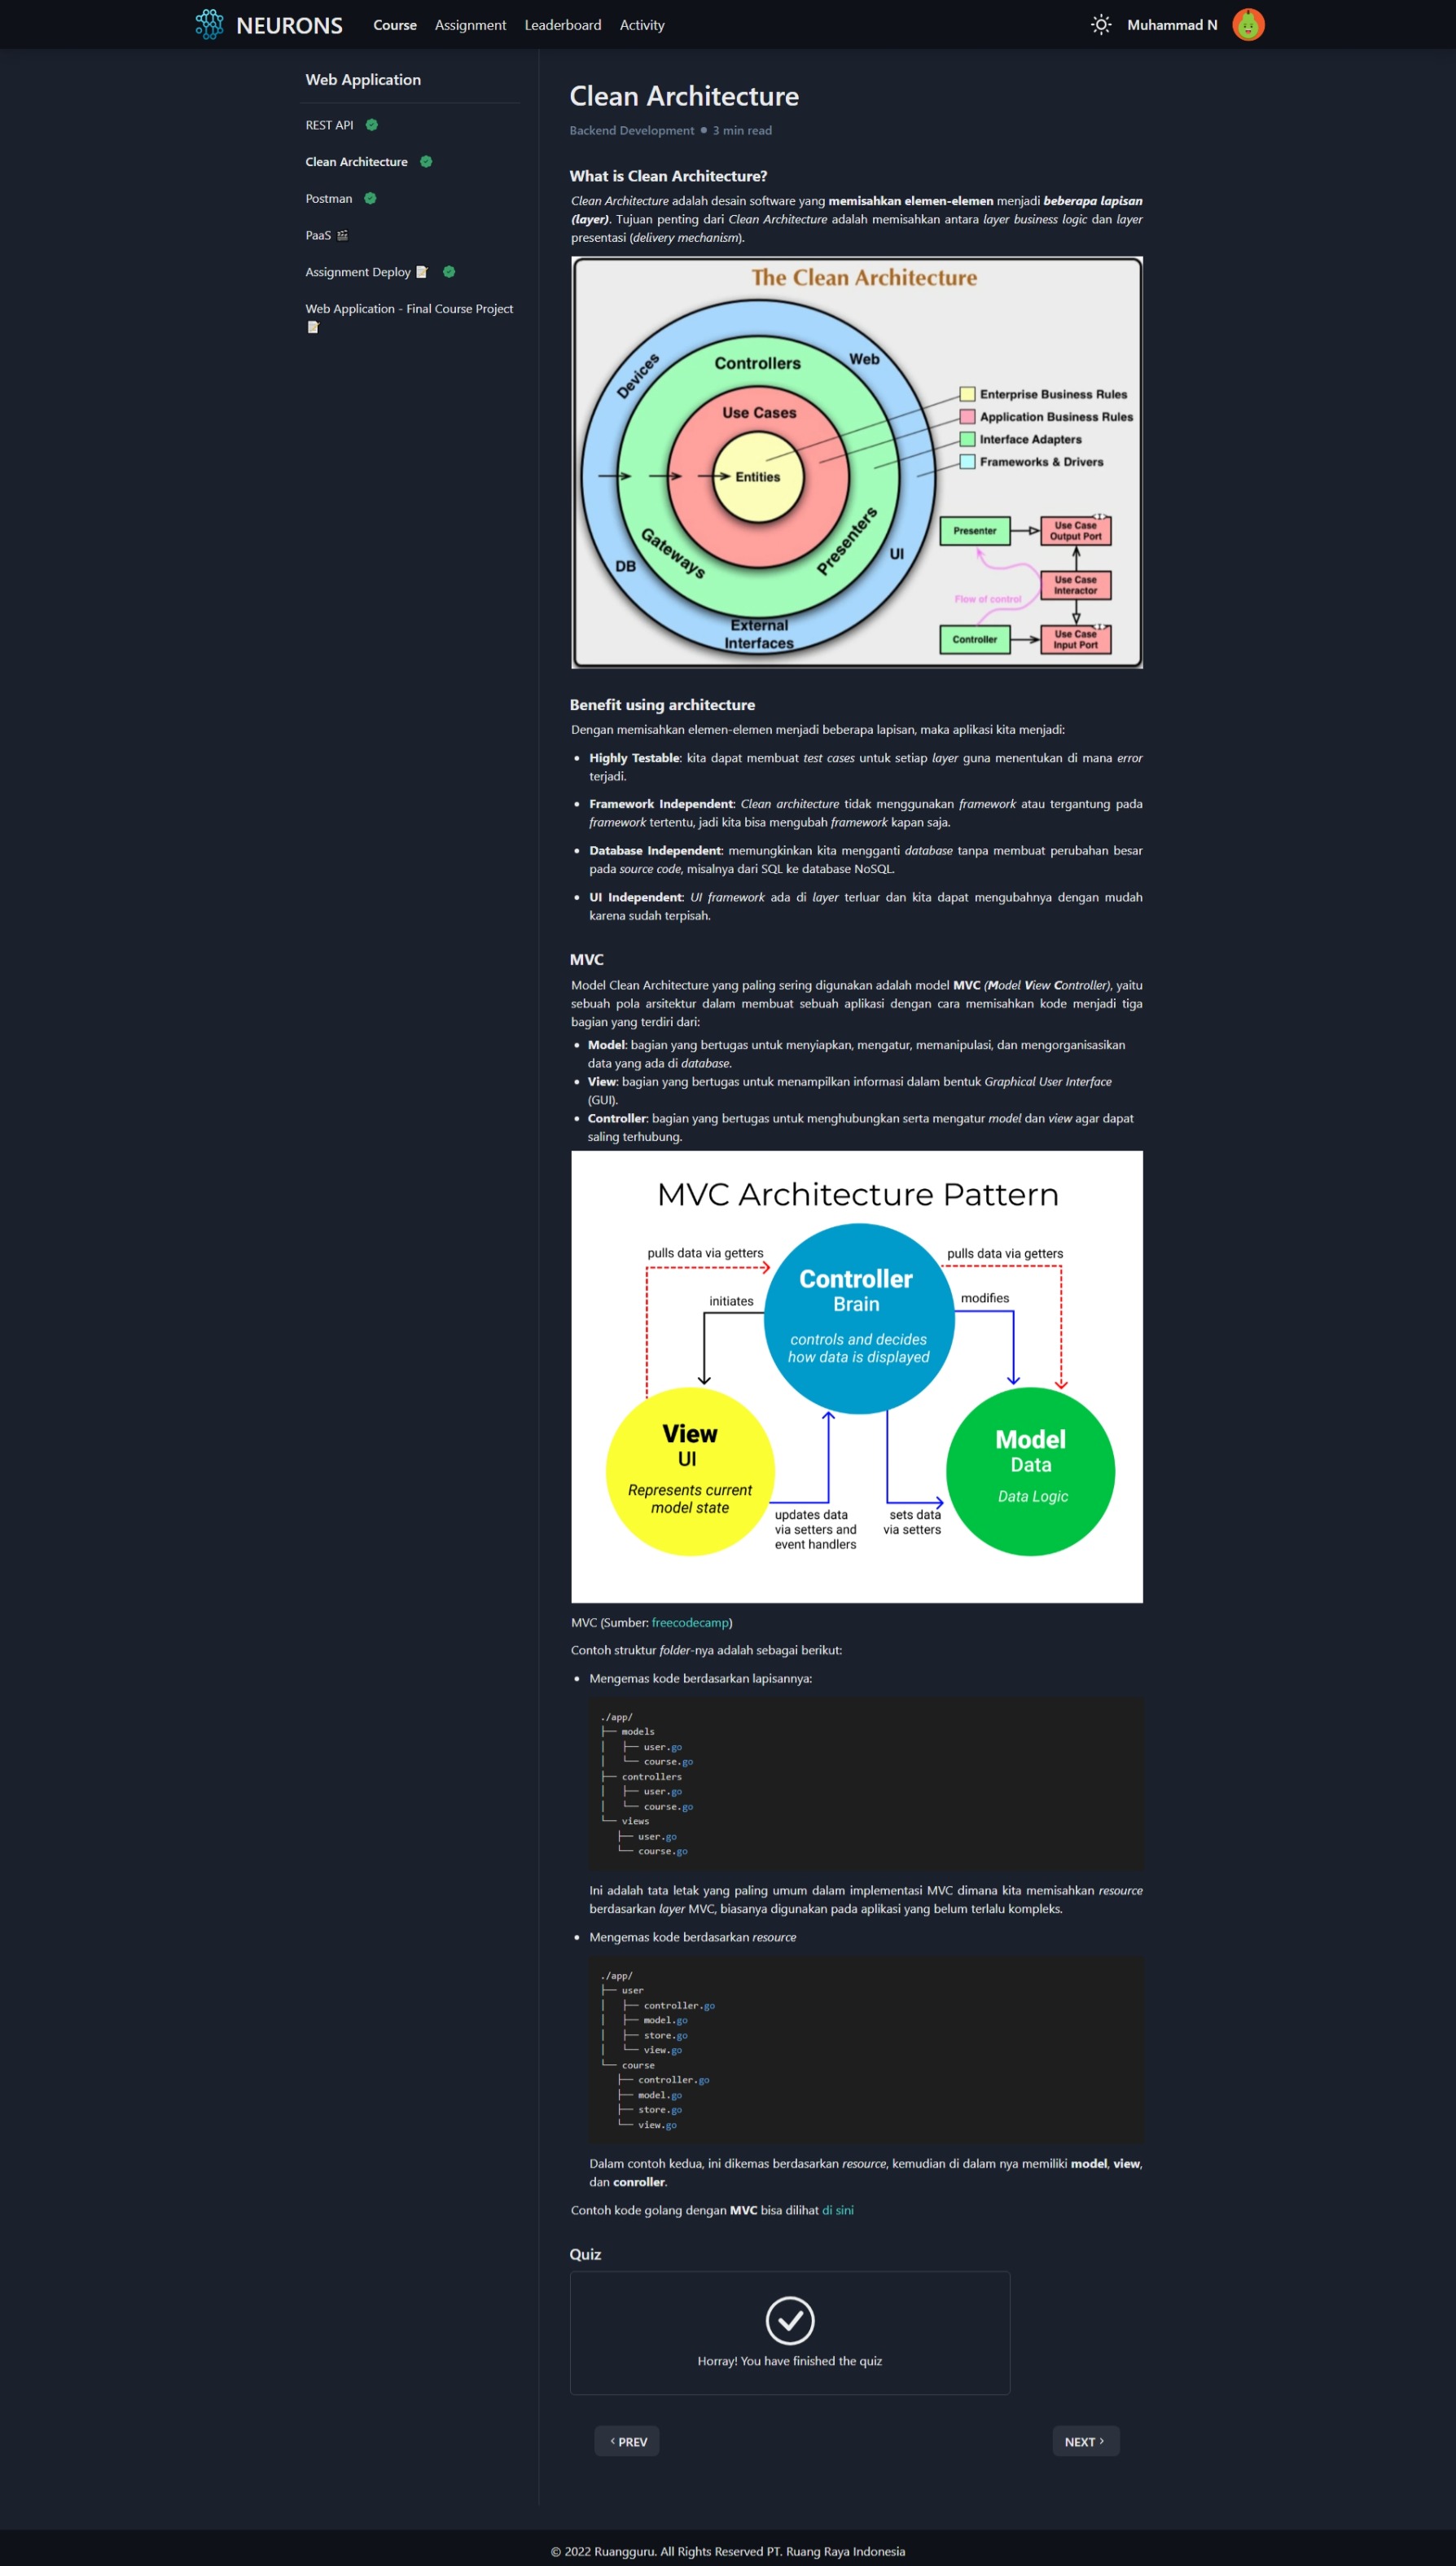 NEURONS
Course
Assignment
Leaderboard
Activity
Muhammad N
Web Application
REST API
Clean Architecture
Postman
PaaS 🎬
Assignment Deploy 📝
Web Application - Final Course Project
📝
Clean Architecture
Backend Development ● 3 min read
What is Clean Architecture?
Clean Architecture adalah desain software yang memisahkan elemen-elemen menjadi beberapa lapisan
(layer). Tujuan penting dari Clean Architecture adalah memisahkan antara layer business logic dan layer
presentasi (delivery mechanism).
The Clean Architecture
Devices
Controllers
Web
Use Cases
Entities
Gateways
Presenters
DB
UI
External
Interfaces
Enterprise Business Rules
Application Business Rules
Interface Adapters
Frameworks & Drivers
Presenter
Use Case
Output Port
Use Case
Interactor
Flow of control
Controller
Use Case
Input Port
Benefit using architecture
Dengan memisahkan elemen-elemen menjadi beberapa lapisan, maka aplikasi kita menjadi:
• Highly Testable: kita dapat membuat test cases untuk setiap layer guna menentukan di mana error
terjadi.
• Framework Independent: Clean architecture tidak menggunakan framework atau tergantung pada
framework tertentu, jadi kita bisa mengubah framework kapan saja.
• Database Independent: memungkinkan kita mengganti database tanpa membuat perubahan besar
pada source code, misalnya dari SQL ke database NoSQL.
• UI Independent: UI framework ada di layer terluar dan kita dapat mengubahnya dengan mudah
karena sudah terpisah.
MVC
Model Clean Architecture yang paling sering digunakan adalah model MVC (Model View Controller), yaitu
sebuah pola arsitektur dalam membuat sebuah aplikasi dengan cara memisahkan kode menjadi tiga
bagian yang terdiri dari:
• Model: bagian yang bertugas untuk menyiapkan, mengatur, memanipulasi, dan mengorganisasikan
data yang ada di database.
• View: bagian yang bertugas untuk menampilkan informasi dalam bentuk Graphical User Interface
(GUI).
• Controller: bagian yang bertugas untuk menghubungkan serta mengatur model dan view agar dapat
saling terhubung.
MVC Architecture Pattern
pulls data via getters
pulls data via getters
Controller
Brain
controls and decides
how data is displayed
initiates
modifies
View
UI
Represents current
model state
Model
Data
Data Logic
updates data
via setters and
event handlers
sets data
via setters
MVC (Sumber: freecodecamp)
Contoh struktur folder-nya adalah sebagai berikut:
• Mengemas kode berdasarkan lapisannya:
./app/
├── models
│   ├── user.go
│   └── course.go
├── controllers
│   ├── user.go
│   └── course.go
└── views
   ├── user.go
   └── course.go
Ini adalah tata letak yang paling umum dalam implementasi MVC dimana kita memisahkan resource
berdasarkan layer MVC, biasanya digunakan pada aplikasi yang belum terlalu kompleks.
• Mengemas kode berdasarkan resource
./app/
├── user
│   ├── controller.go
│   ├── model.go
│   ├── store.go
│   └── view.go
└── course
   ├── controller.go
   ├── model.go
   ├── store.go
   └── view.go
Dalam contoh kedua, ini dikemas berdasarkan resource, kemudian di dalam nya memiliki model, view,
dan conroller.
Contoh kode golang dengan MVC bisa dilihat di sini
Quiz
Horray! You have finished the quiz
‹ PREV
NEXT ›
© 2022 Ruangguru. All Rights Reserved PT. Ruang Raya Indonesia